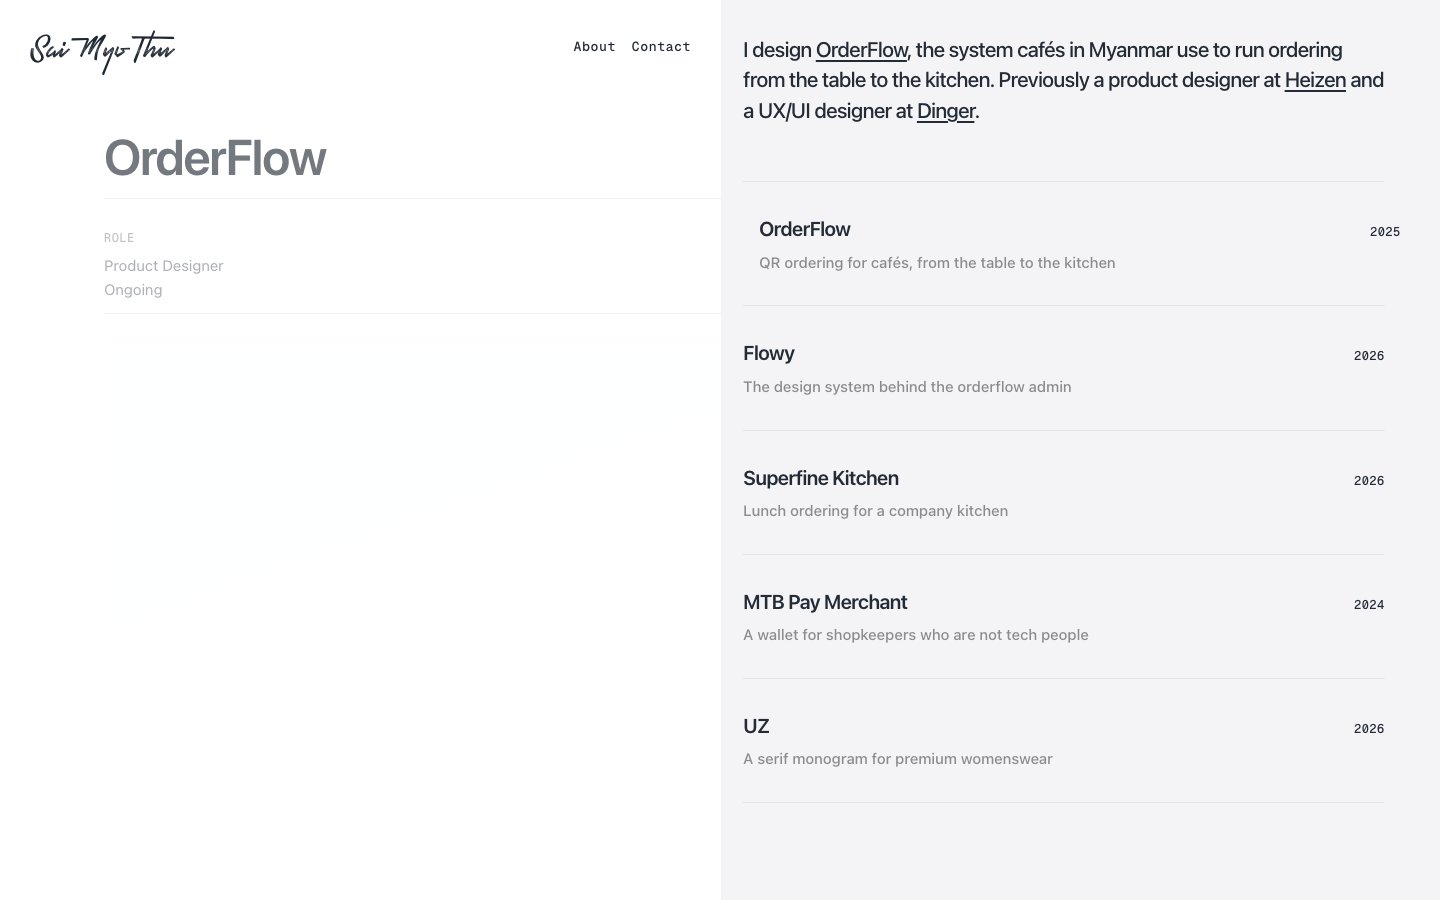 Sai Myo Thu
About
Contact
OrderFlow
ROLE
Product Designer
Ongoing
I design OrderFlow, the system cafés in Myanmar use to run ordering
from the table to the kitchen. Previously a product designer at Heizen and
a UX/UI designer at Dinger.
OrderFlow
2025
QR ordering for cafés, from the table to the kitchen
Flowy
2026
The design system behind the orderflow admin
Superfine Kitchen
2026
Lunch ordering for a company kitchen
MTB Pay Merchant
2024
A wallet for shopkeepers who are not tech people
UZ
2026
A serif monogram for premium womenswear